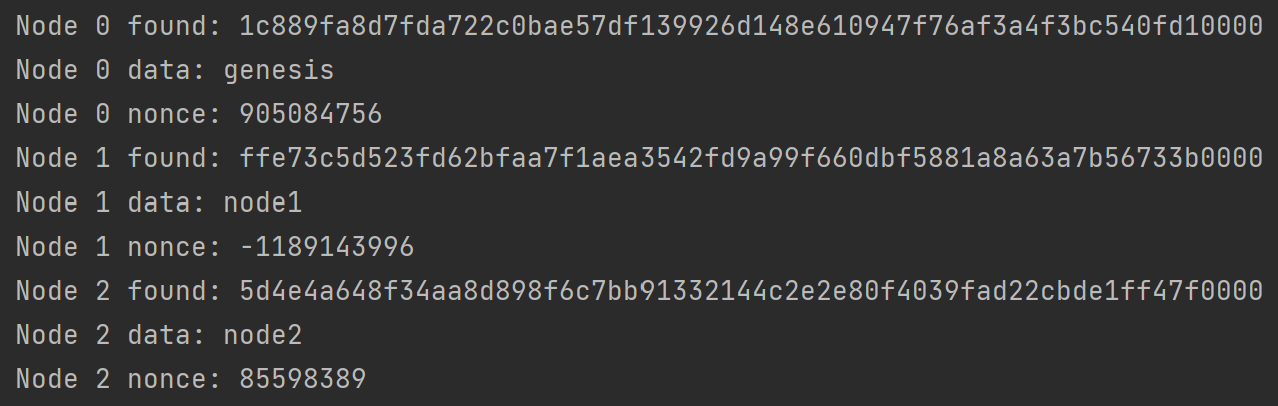 Node 0 found: 1c889fa8d7fda722c0bae57df139926d148e610947f76af3a4f3bc540fd10000
Node 0 data: genesis
Node 0 nonce: 905084756
Node 1 found: ffe73c5d523fd62bfaa7f1aea3542fd9a99f660dbf5881a8a63a7b56733b0000
Node 1 data: node1
Node 1 nonce: -1189143996
Node 2 found: 5d4e4a648f34aa8d898f6c7bb91332144c2e2e80f4039fad22cbde1ff47f0000
Node 2 data: node2
Node 2 nonce: 85598389